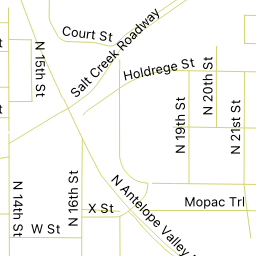 Court St
N 15th St
Salt Creek Roadway
Holdrege St
N 20th St
N 19th St
N 21st St
N 14th St
N 16th St
N Antelope Valley
Mopac Trl
X St
W St